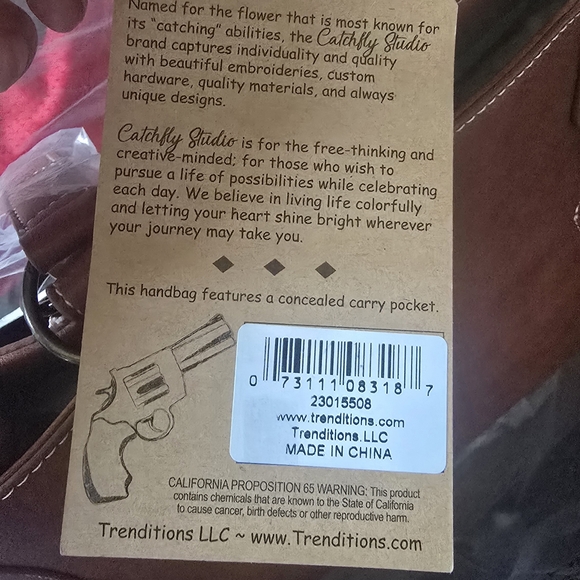 Named for the flower that is most known for
its "catching" abilities, the Catchfly Studio
brand captures individuality and quality
with beautiful embroideries, custom
hardware, quality materials, and always
unique designs.
Catchfly Studio is for the free-thinking and
creative-minded; for those who wish to
pursue a life of possibilities while celebrating
each day. We believe in living life colorfully
and letting your heart shine bright wherever
your journey may take you.
This handbag features a concealed carry pocket.
0 73111 08318 7
23015508
www.trenditions.com
Trenditions.LLC
MADE IN CHINA
CALIFORNIA PROPOSITION 65 WARNING; This product
contains chemicals that are known to the State of California
to cause cancer, birth defects or other reproductive harm.
Trenditions LLC ~ www.Trenditions.com